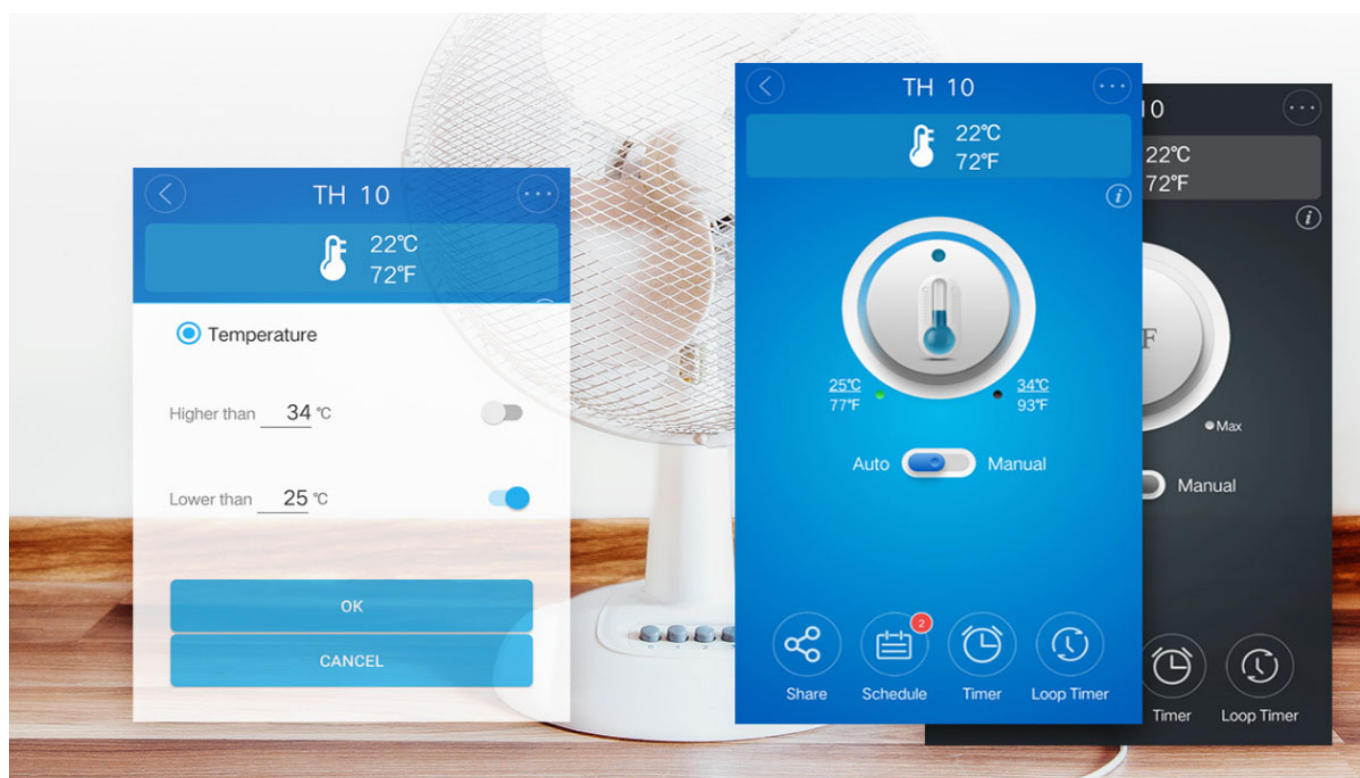 TH 10
22℃
72℉
Temperature
Higher than 34 ℃
Lower than 25 ℃
OK
CANCEL
TH 10
22℃
72℉
25℃
77℉
34℃
93℉
Auto
Manual
2
Share
Schedule
Timer
Loop Timer
10
22℃
72℉
F
Max
Manual
Timer
Loop Timer